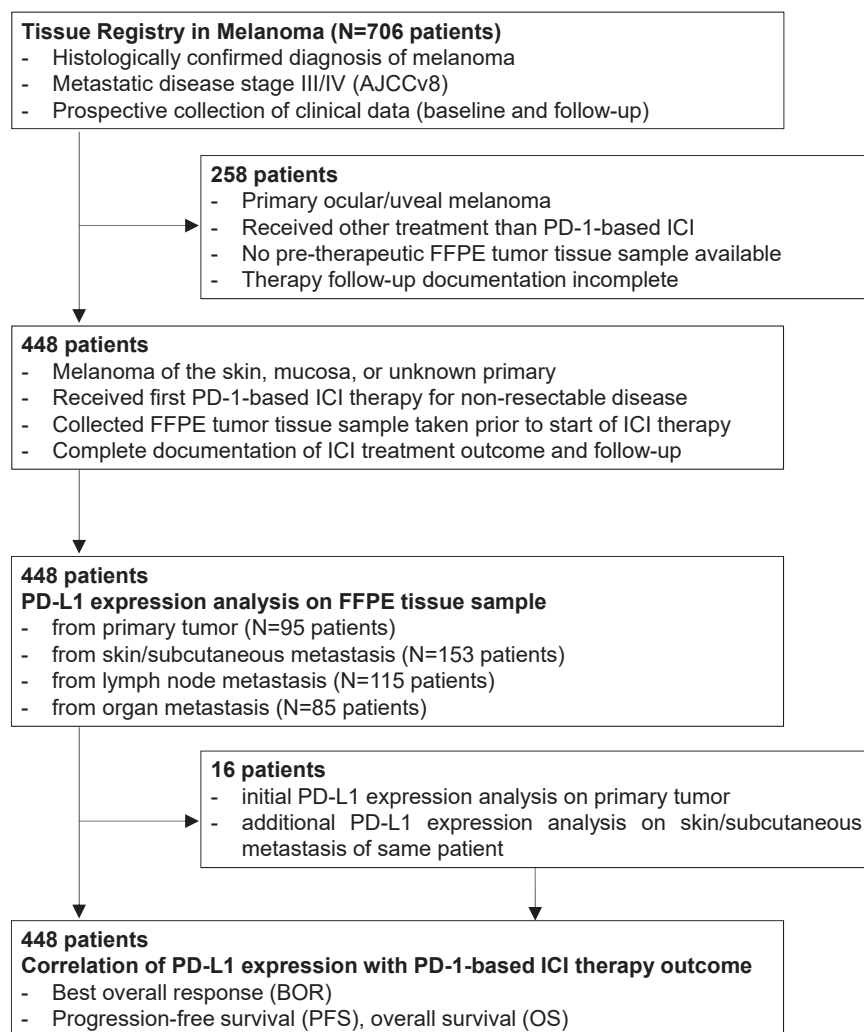 Tissue Registry in Melanoma (N=706 patients)
- Histologically confirmed diagnosis of melanoma
- Metastatic disease stage III/IV (AJCCv8)
- Prospective collection of clinical data (baseline and follow-up)
258 patients
- Primary ocular/uveal melanoma
- Received other treatment than PD-1-based ICI
- No pre-therapeutic FFPE tumor tissue sample available
- Therapy follow-up documentation incomplete
448 patients
- Melanoma of the skin, mucosa, or unknown primary
- Received first PD-1-based ICI therapy for non-resectable disease
- Collected FFPE tumor tissue sample taken prior to start of ICI therapy
- Complete documentation of ICI treatment outcome and follow-up
448 patients
PD-L1 expression analysis on FFPE tissue sample
- from primary tumor (N=95 patients)
- from skin/subcutaneous metastasis (N=153 patients)
- from lymph node metastasis (N=115 patients)
- from organ metastasis (N=85 patients)
16 patients
- initial PD-L1 expression analysis on primary tumor
- additional PD-L1 expression analysis on skin/subcutaneous
metastasis of same patient
448 patients
Correlation of PD-L1 expression with PD-1-based ICI therapy outcome
- Best overall response (BOR)
- Progression-free survival (PFS), overall survival (OS)